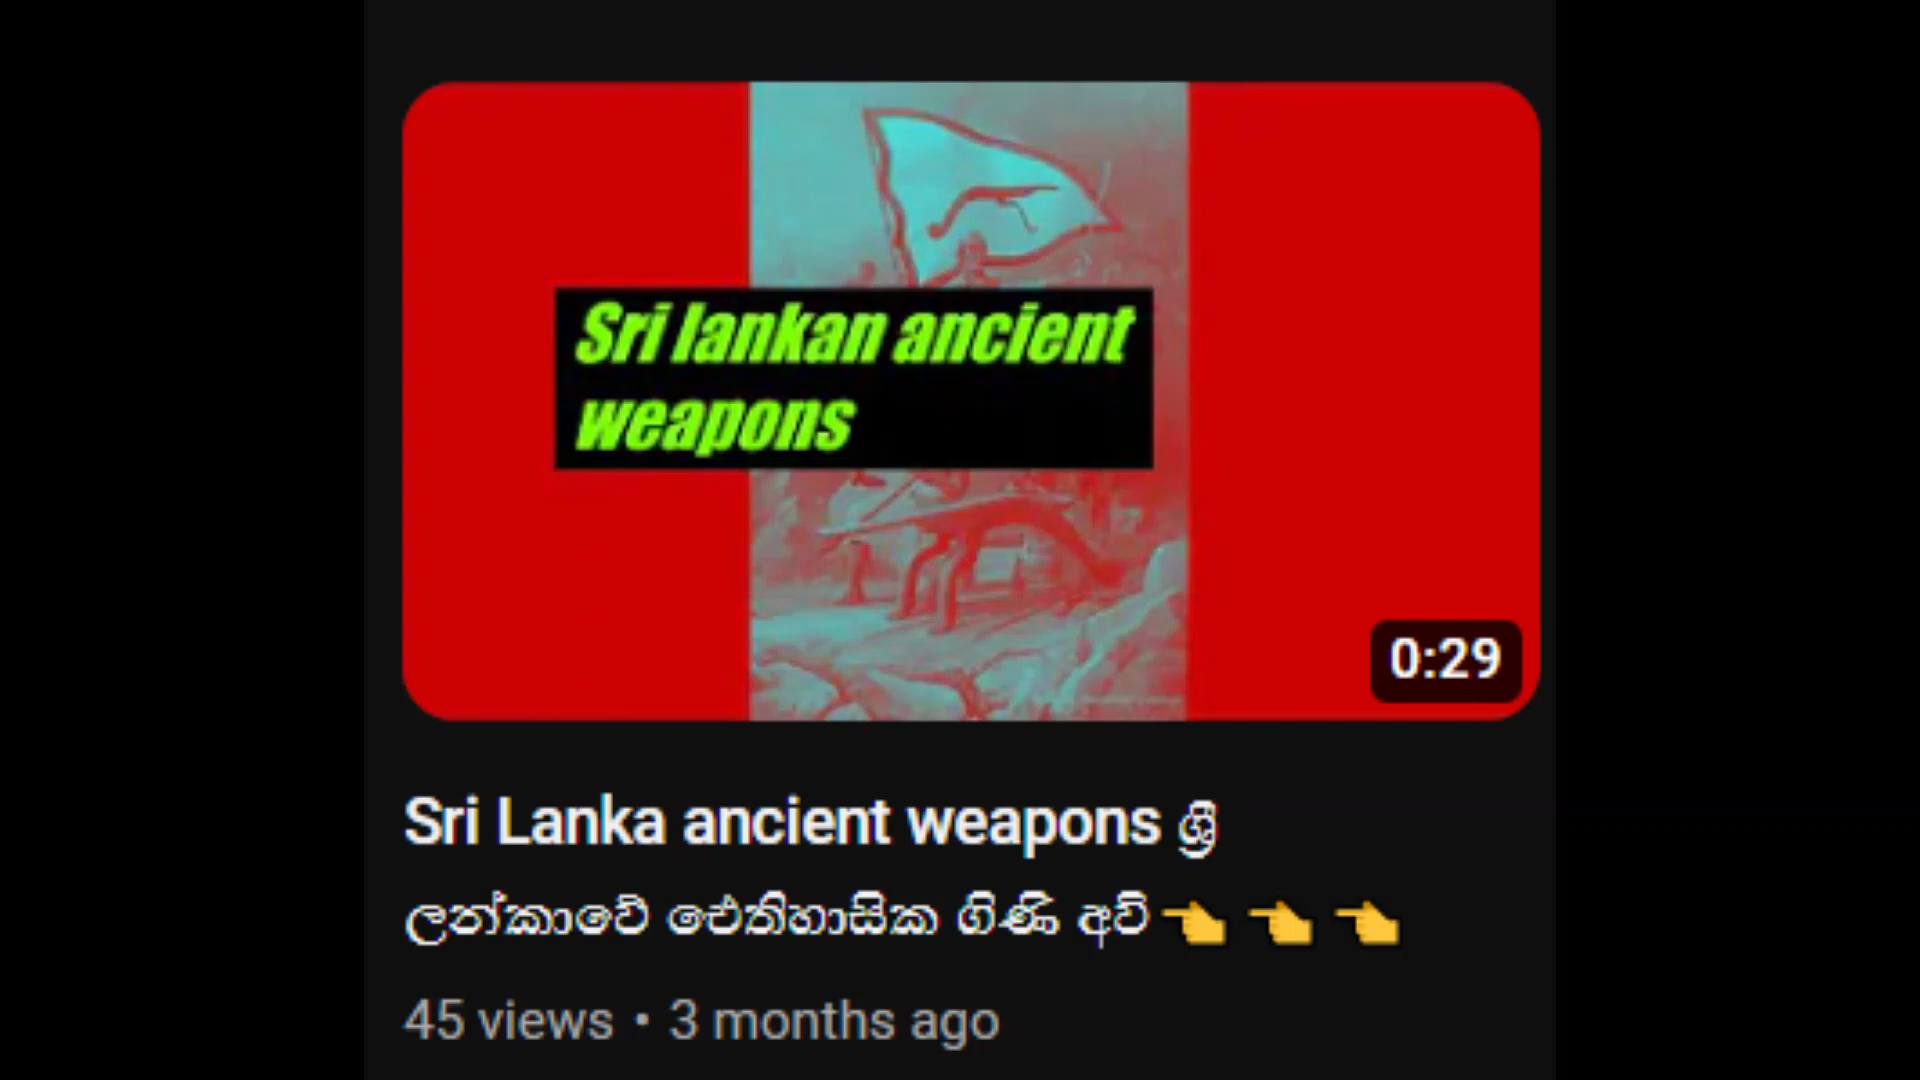 Sri lankan ancient
weapons
0:29
Sri Lanka ancient weapons ශ්‍රී
ලන්කාවේ ඓතිහාසික ගිණි අවි👈 👈 👈
45 views • 3 months ago